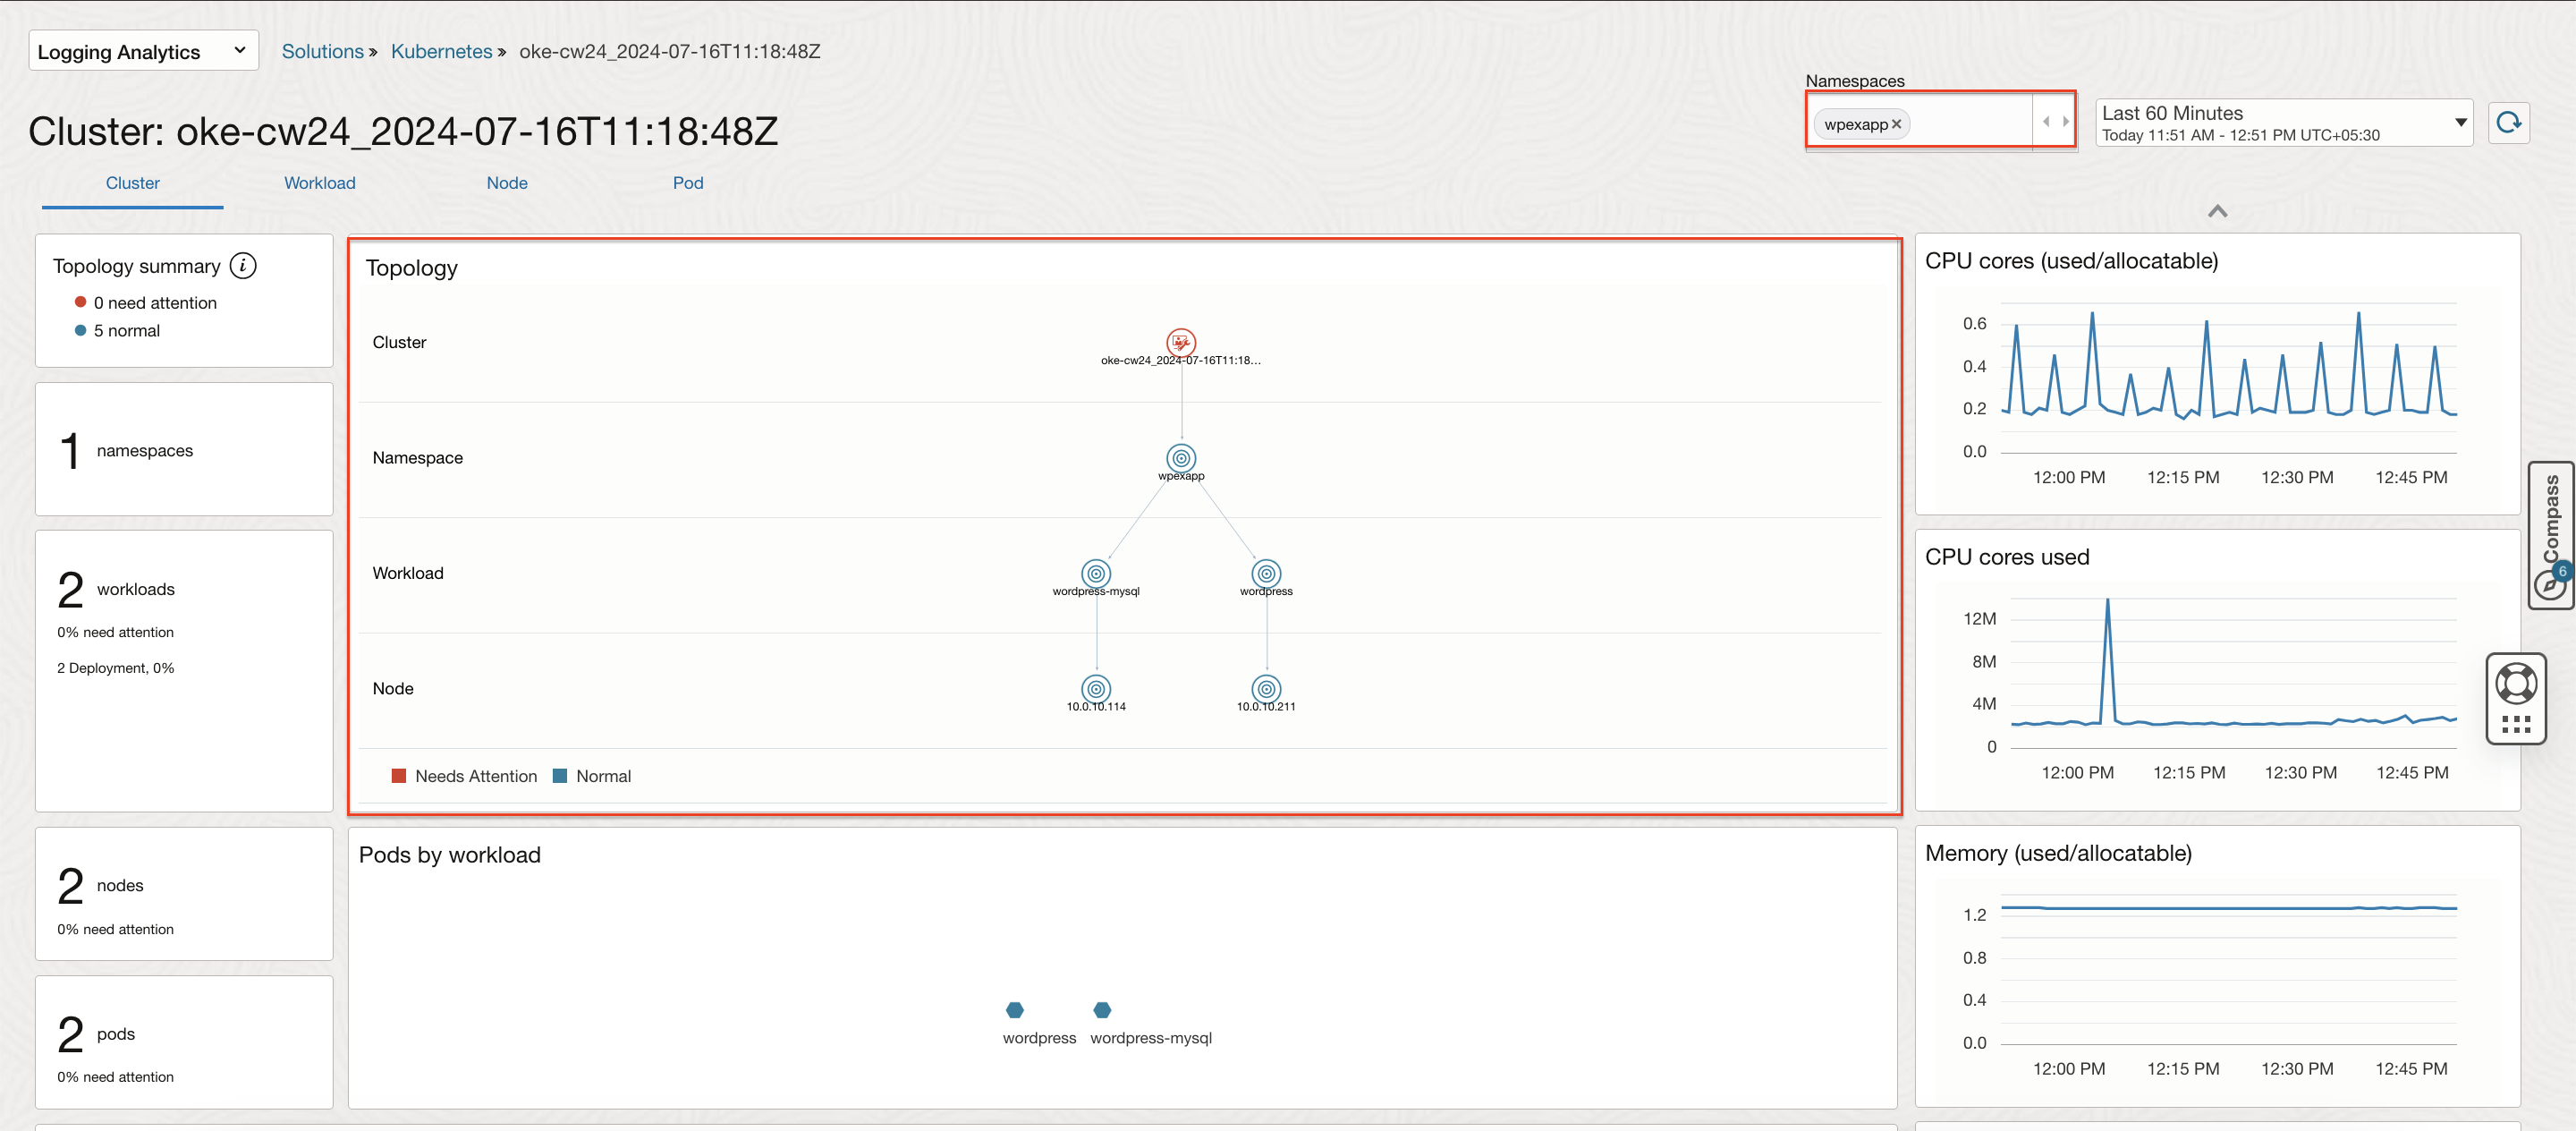 Logging Analytics
Solutions » Kubernetes » oke-cw24_2024-07-16T11:18:48Z
Namespaces
wpexapp ×
Last 60 Minutes
Today 11:51 AM - 12:51 PM UTC+05:30
Cluster: oke-cw24_2024-07-16T11:18:48Z
Cluster
Workload
Node
Pod
Topology summary i
0 need attention
5 normal
1 namespaces
2 workloads
0% need attention
2 Deployment, 0%
2 nodes
0% need attention
2 pods
0% need attention
Topology
Cluster
oke-cw24_2024-07-16T11:18...
Namespace
wpexapp
Workload
wordpress-mysql
wordpress
Node
10.0.10.114
10.0.10.211
Needs Attention
Normal
Pods by workload
wordpress
wordpress-mysql
CPU cores (used/allocatable)
0.6
0.4
0.2
0.0
12:00 PM
12:15 PM
12:30 PM
12:45 PM
CPU cores used
12M
8M
4M
0
12:00 PM
12:15 PM
12:30 PM
12:45 PM
Memory (used/allocatable)
1.2
0.8
0.4
0.0
12:00 PM
12:15 PM
12:30 PM
12:45 PM
Compass
6